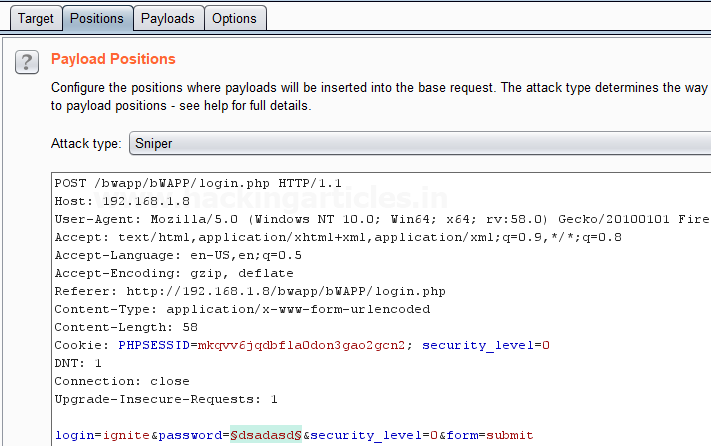 Target Positions Payloads Options
?
Payload Positions
Configure the positions where payloads will be inserted into the base request. The attack type determines the way
to payload positions - see help for full details.
Attack type: Sniper
POST /bwapp/bWAPP/login.php HTTP/1.1
Host: 192.168.1.8
User-Agent: Mozilla/5.0 (Windows NT 10.0; Win64; x64; rv:58.0) Gecko/20100101 Fire
Accept: text/html,application/xhtml+xml,application/xml;q=0.9,*/*;q=0.8
Accept-Language: en-US,en;q=0.5
Accept-Encoding: gzip, deflate
Referer: http://192.168.1.8/bwapp/bWAPP/login.php
Content-Type: application/x-www-form-urlencoded
Content-Length: 58
Cookie: PHPSESSID=mkqvv6jqdbfla0don3gao2gcn2; security_level=0
DNT: 1
Connection: close
Upgrade-Insecure-Requests: 1
login=ignite&password=§dsadasd§&security_level=0&form=submit